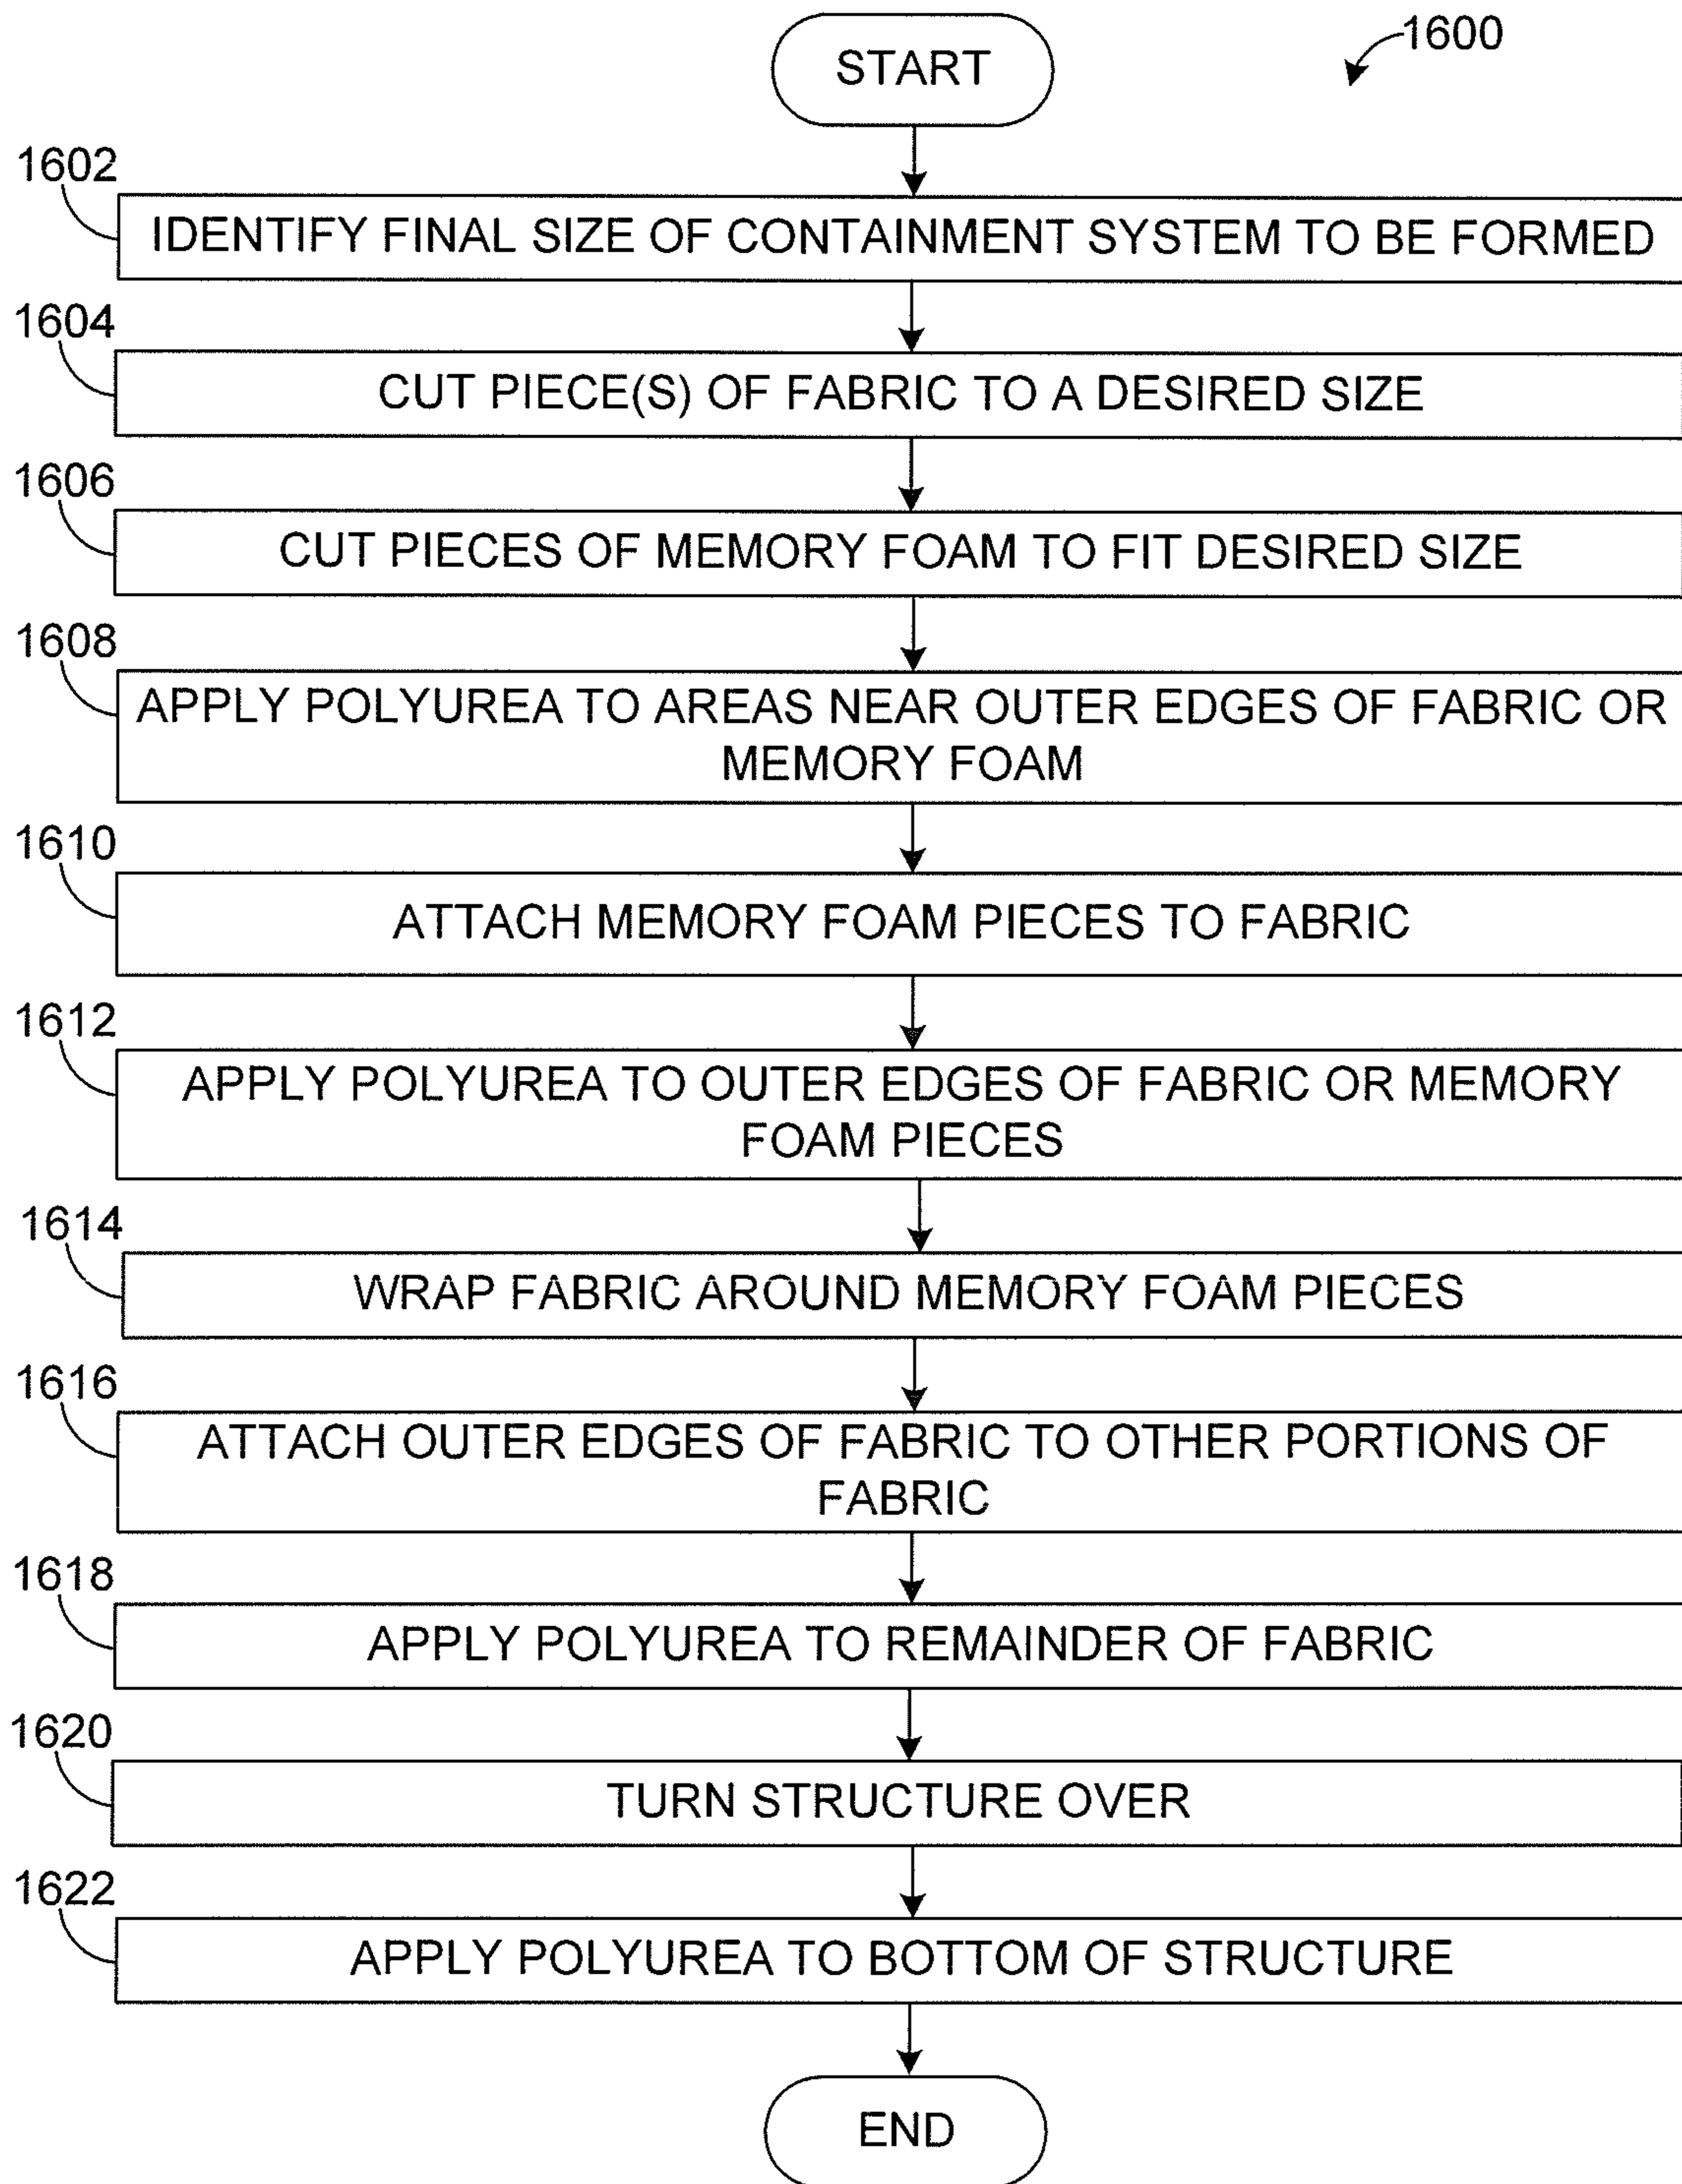 START
1600
1602
IDENTIFY FINAL SIZE OF CONTAINMENT SYSTEM TO BE FORMED
1604
CUT PIECE(S) OF FABRIC TO A DESIRED SIZE
1606
CUT PIECES OF MEMORY FOAM TO FIT DESIRED SIZE
1608
APPLY POLYUREA TO AREAS NEAR OUTER EDGES OF FABRIC OR
MEMORY FOAM
1610
ATTACH MEMORY FOAM PIECES TO FABRIC
1612
APPLY POLYUREA TO OUTER EDGES OF FABRIC OR MEMORY
FOAM PIECES
1614
WRAP FABRIC AROUND MEMORY FOAM PIECES
1616
ATTACH OUTER EDGES OF FABRIC TO OTHER PORTIONS OF
FABRIC
1618
APPLY POLYUREA TO REMAINDER OF FABRIC
1620
TURN STRUCTURE OVER
1622
APPLY POLYUREA TO BOTTOM OF STRUCTURE
END